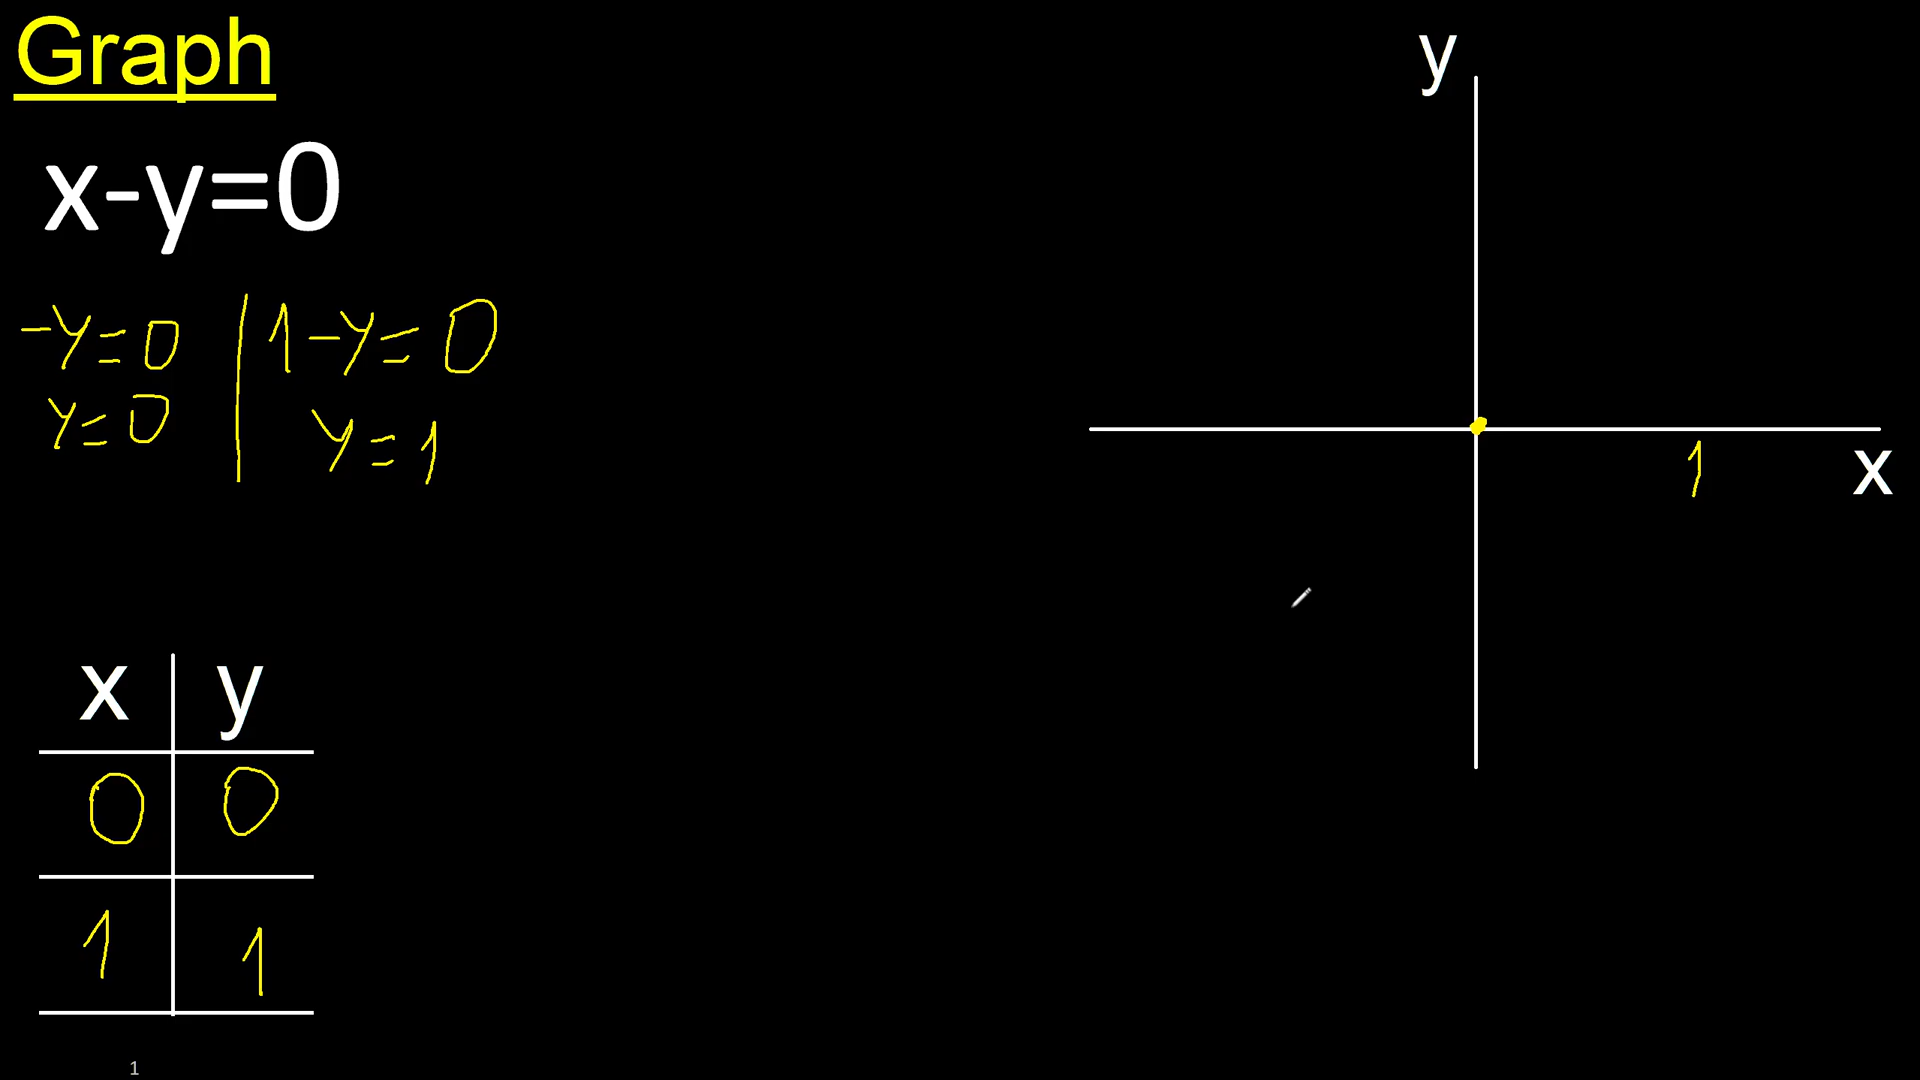 Graph
x-y=0
-y=0 | 1-y=0
y=0 | y=1
x y
0 0
1 1
1
y
1
x